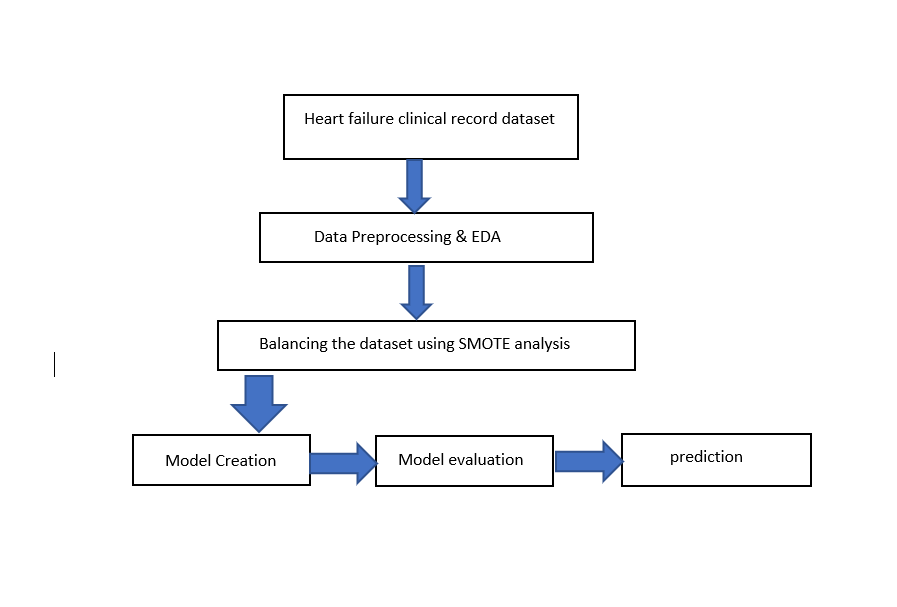 Heart failure clinical record dataset
Data Preprocessing & EDA
Balancing the dataset using SMOTE analysis
Model Creation
Model evaluation
prediction